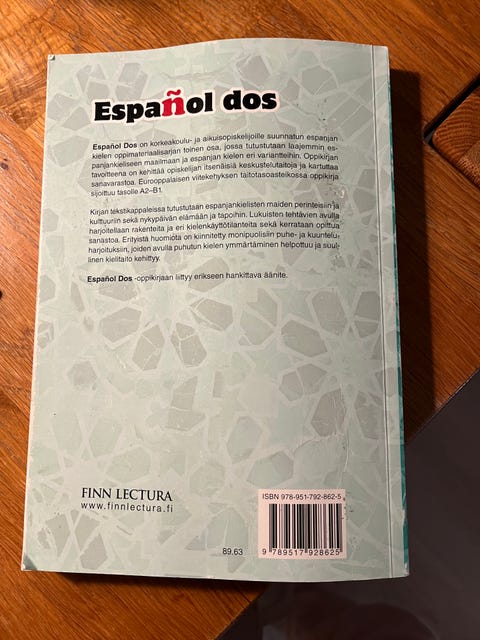 Español dos
Español Dos on korkeakoulu- ja aikuisopiskelijoille suunnatun espanjan
kielen oppimateriaalisarjan toinen osa, jossa tutustutaan laajemmin es-
panjankieliseen maailmaan ja espanjan kielen eri variantteihin. Oppikirjan
tavoitteena on kehittää opiskelijan itsenäisiä keskustelutaitoja ja kartuttaa
sanavarastoa. Eurooppalaisen viitekehyksen taitotasoasteikossa oppikirja
sijoittuu tasolle A2–B1.
Kirjan tekstikappaleissa tutustutaan espanjankielisten maiden perinteisiin ja
kulttuuriin sekä nykypäivän elämään ja tapoihin. Lukuisten tehtävien avulla
harjoitellaan rakenteita ja eri kielenkäyttötilanteita sekä kerrataan opittua
sanastoa. Erityistä huomiota on kiinnitetty monipuolisiin puhe- ja kuuntelu-
harjoituksiin, joiden avulla puhutun kielen ymmärtäminen helpottuu ja suul-
linen kielitaito kehittyy.
Español Dos -oppikirjaan liittyy erikseen hankittava äänite.
FINN LECTURA
www.finnlectura.fi
ISBN 978-951-792-862-5
89.63
9 789517 928625